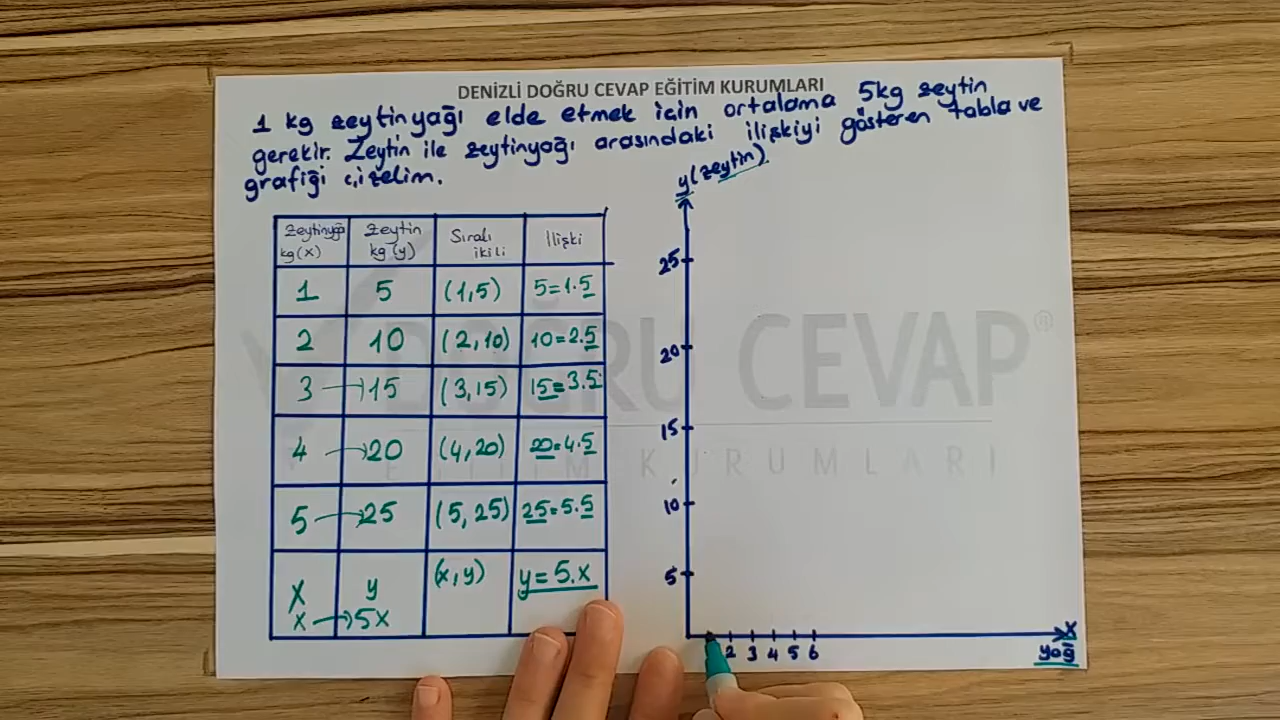 DENİZLİ DOĞRU CEVAP EĞİTİM KURUMLARI
1 kg zeytinyağı elde etmek için ortalama 5kg zeytin
gerekir. Zeytin ile zeytinyağı arasındaki ilişkiyi gösteren tablo ve
grafiği çizelim.
Zeytinyağı kg(x) Zeytin kg(y) Sıralı ikili İlişki
1 5 (1,5) 5=1.5
2 10 (2,10) 10=2.5
3 → 15 (3,15) 15=3.5
4 → 20 (4,20) 20=4.5
5 → 25 (5,25) 25=5.5
x y (x,y) y=5.x
x → 5x
y(zeytin)
25
20
15
10
5
2 3 4 5 6
x
yağ
DOĞRU CEVAP®
EĞİTİM KURUMLARI